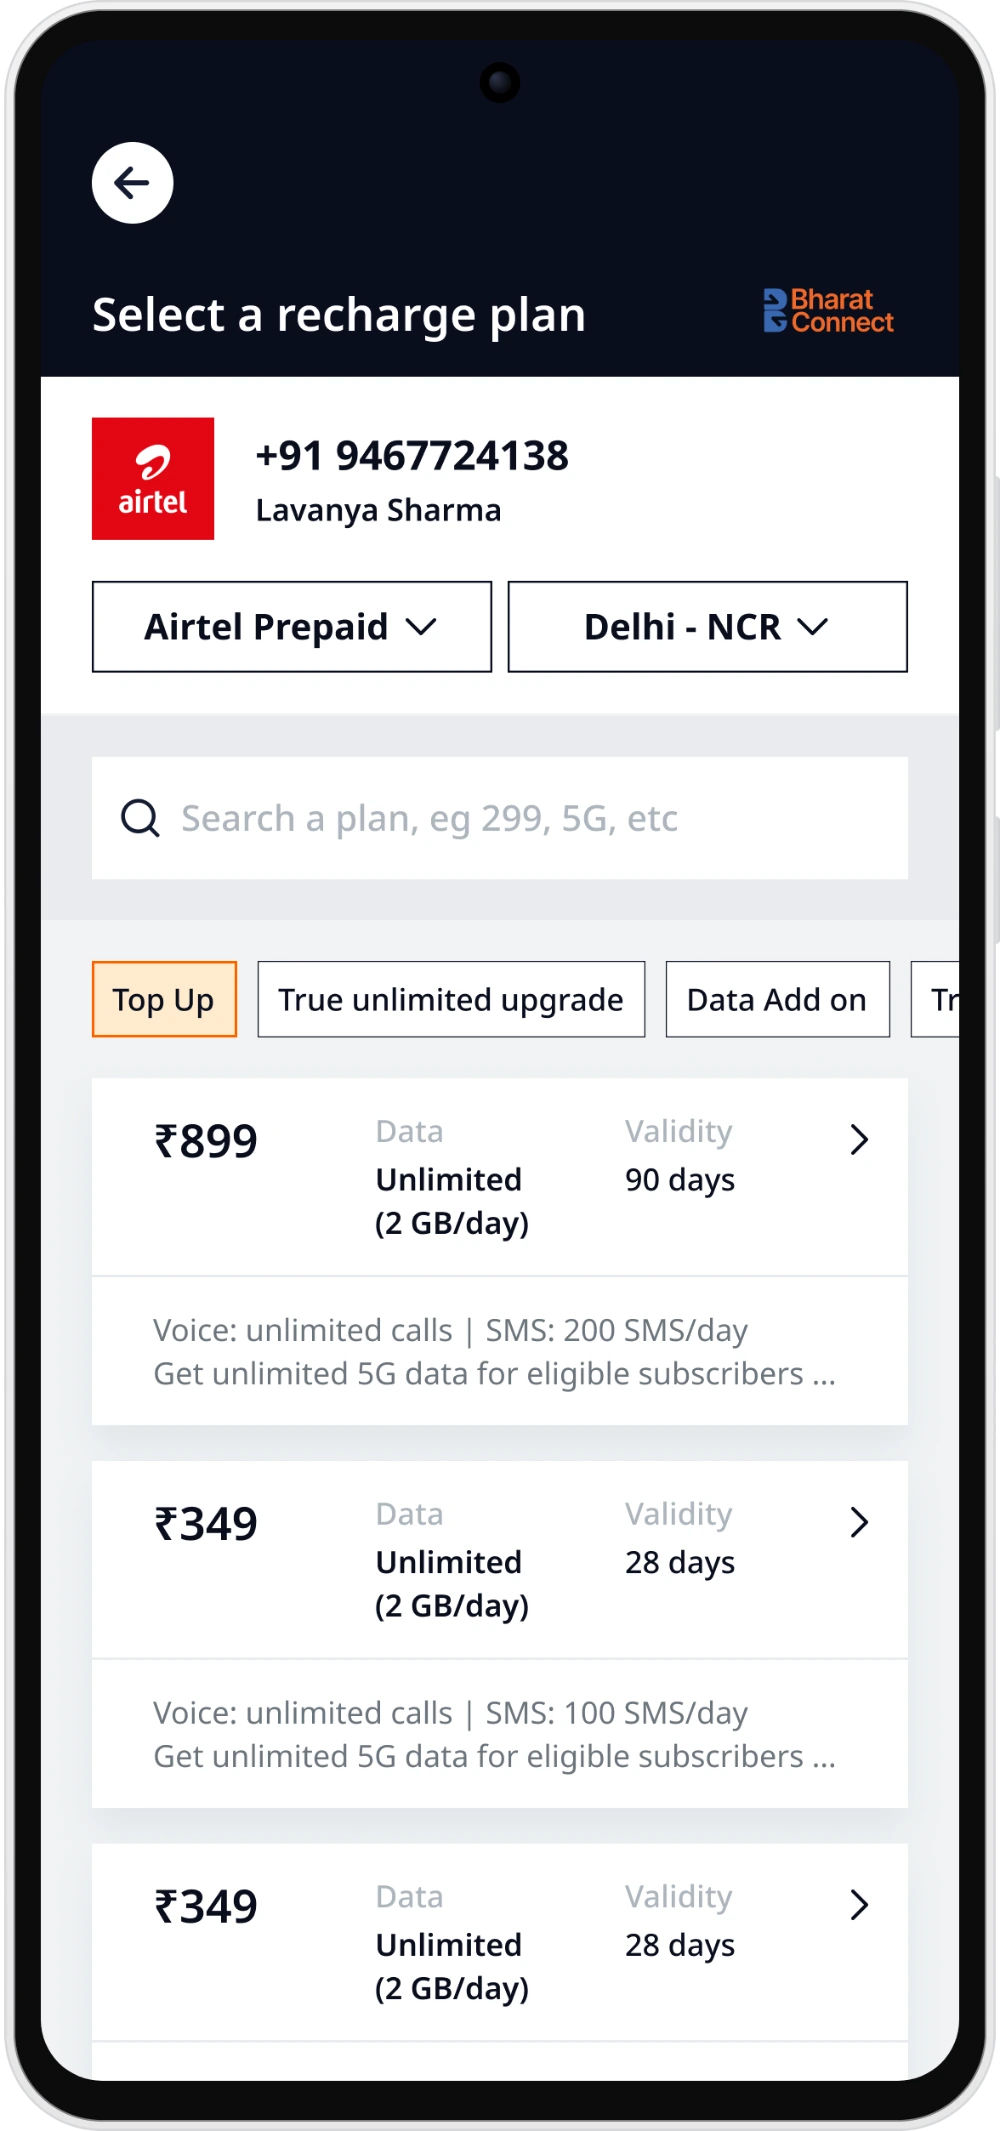 Select a recharge plan
Bharat
Connect
airtel
+91 9467724138
Lavanya Sharma
Airtel Prepaid
Delhi - NCR
Search a plan, eg 299, 5G, etc
Top Up
True unlimited upgrade
Data Add on
Tr
₹899
Data
Unlimited
(2 GB/day)
Validity
90 days
Voice: unlimited calls | SMS: 200 SMS/day
Get unlimited 5G data for eligible subscribers ...
₹349
Data
Unlimited
(2 GB/day)
Validity
28 days
Voice: unlimited calls | SMS: 100 SMS/day
Get unlimited 5G data for eligible subscribers ...
₹349
Data
Unlimited
(2 GB/day)
Validity
28 days